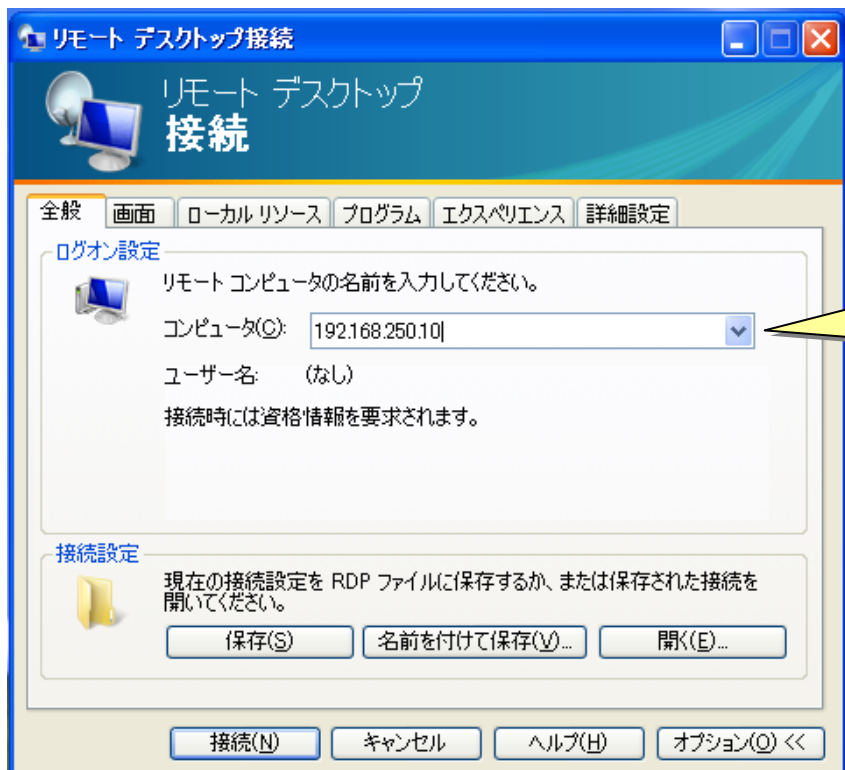 リモート デスクトップ接続
リモート デスクトップ
接続
全般 画面 ローカル リソース プログラム エクスペリエンス 詳細設定
ログオン設定
リモート コンピュータの名前を入力してください。
コンピュータ(C): 192.168.250.10
ユーザー名: (なし)
接続時には資格情報を要求されます。
接続設定
現在の接続設定を RDP ファイルに保存するか、または保存された接続を
開いてください。
保存(S) 名前を付けて保存(V)... 開く(E)...
接続(N) キャンセル ヘルプ(H) オプション(O) <<